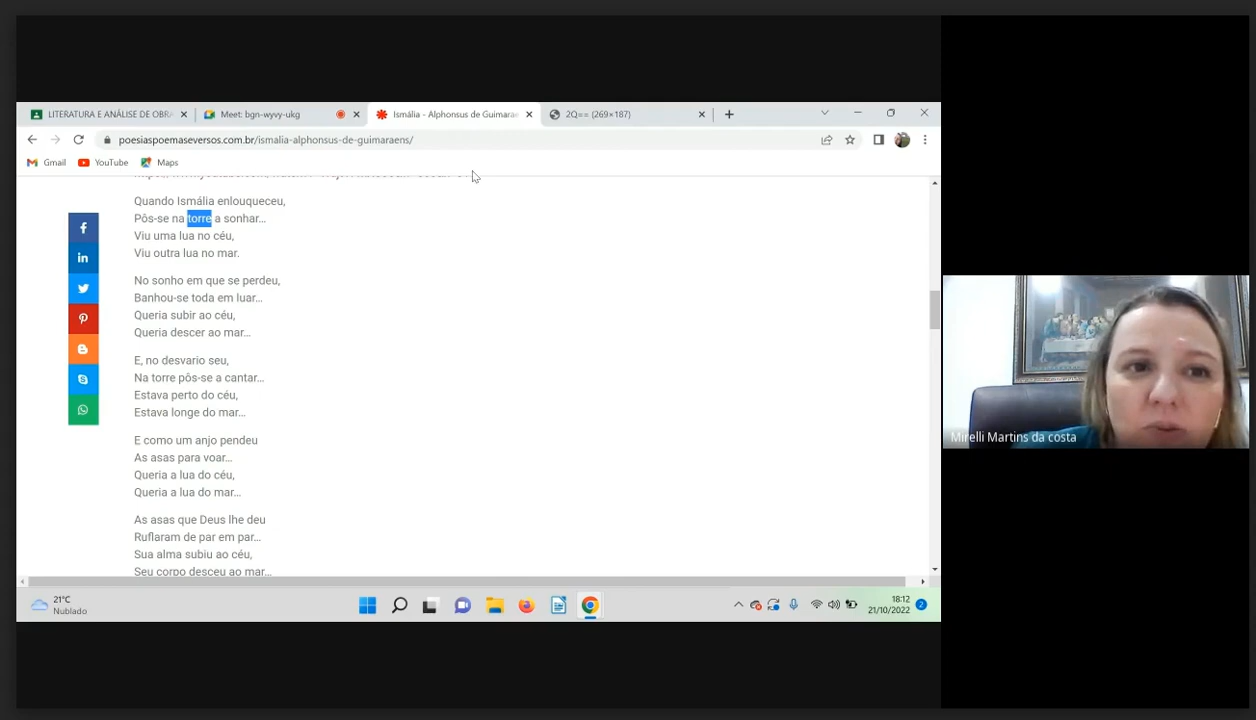 LITERATURA E ANÁLISE DE OBRA
Meet: bgn-wyvy-ukg
Ismália - Alphonsus de Guimarae
2Q== (269×187)
poesiaspoemaseversos.com.br/ismalia-alphonsus-de-guimaraens/
Gmail
YouTube
Maps
Quando Ismália enlouqueceu,
Pôs-se na torre a sonhar…
Viu uma lua no céu,
Viu outra lua no mar.
No sonho em que se perdeu,
Banhou-se toda em luar…
Queria subir ao céu,
Queria descer ao mar…
E, no desvario seu,
Na torre pôs-se a cantar…
Estava perto do céu,
Estava longe do mar…
E como um anjo pendeu
As asas para voar…
Queria a lua do céu,
Queria a lua do mar…
As asas que Deus lhe deu
Ruflaram de par em par…
Sua alma subiu ao céu,
Seu corpo desceu ao mar…
Mirelli Martins da costa
21°C
Nublado
18:12
21/10/2022
2